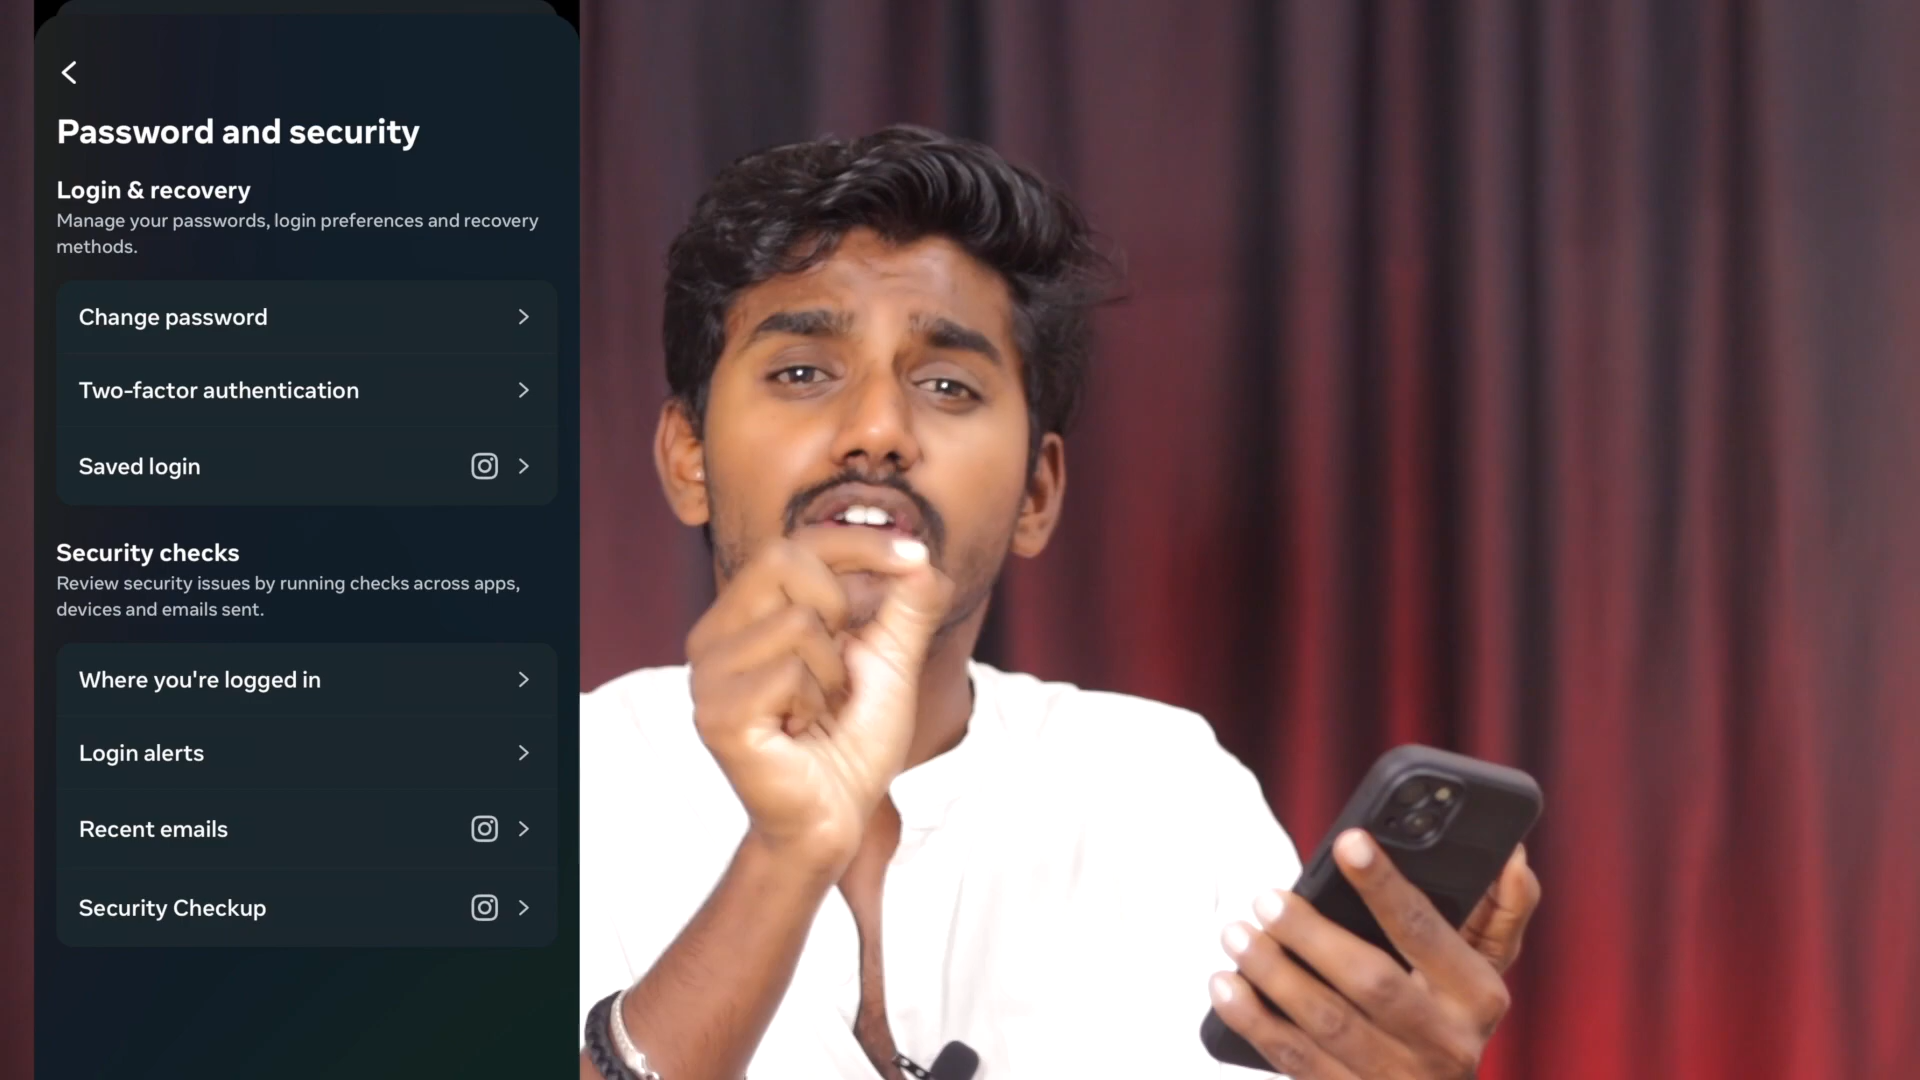 Password and security
Login & recovery
Manage your passwords, login preferences and recovery
methods.
Change password
Two-factor authentication
Saved login
Security checks
Review security issues by running checks across apps,
devices and emails sent.
Where you're logged in
Login alerts
Recent emails
Security Checkup